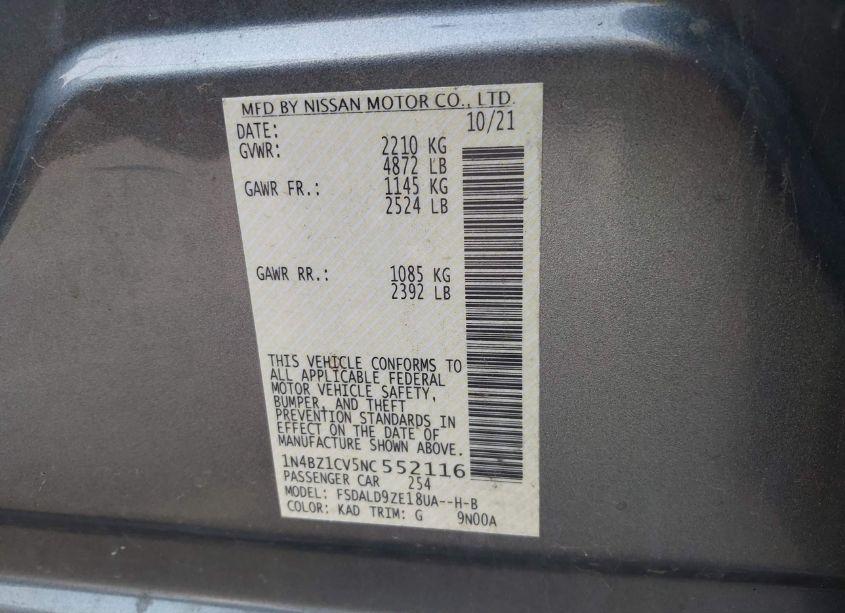 MFD BY NISSAN MOTOR CO., LTD.
DATE: 10/21
GVWR: 2210 KG
4872 LB
GAWR FR.: 1145 KG
2524 LB
GAWR RR.: 1085 KG
2392 LB
THIS VEHICLE CONFORMS TO
ALL APPLICABLE FEDERAL
MOTOR VEHICLE SAFETY,
BUMPER, AND THEFT
PREVENTION STANDARDS IN
EFFECT ON THE DATE OF
MANUFACTURE SHOWN ABOVE.
1N4BZ1CV5NC552116
PASSENGER CAR 254
MODEL: FSDALD9ZE18UA--H-B
COLOR: KAD TRIM: G 9N00A